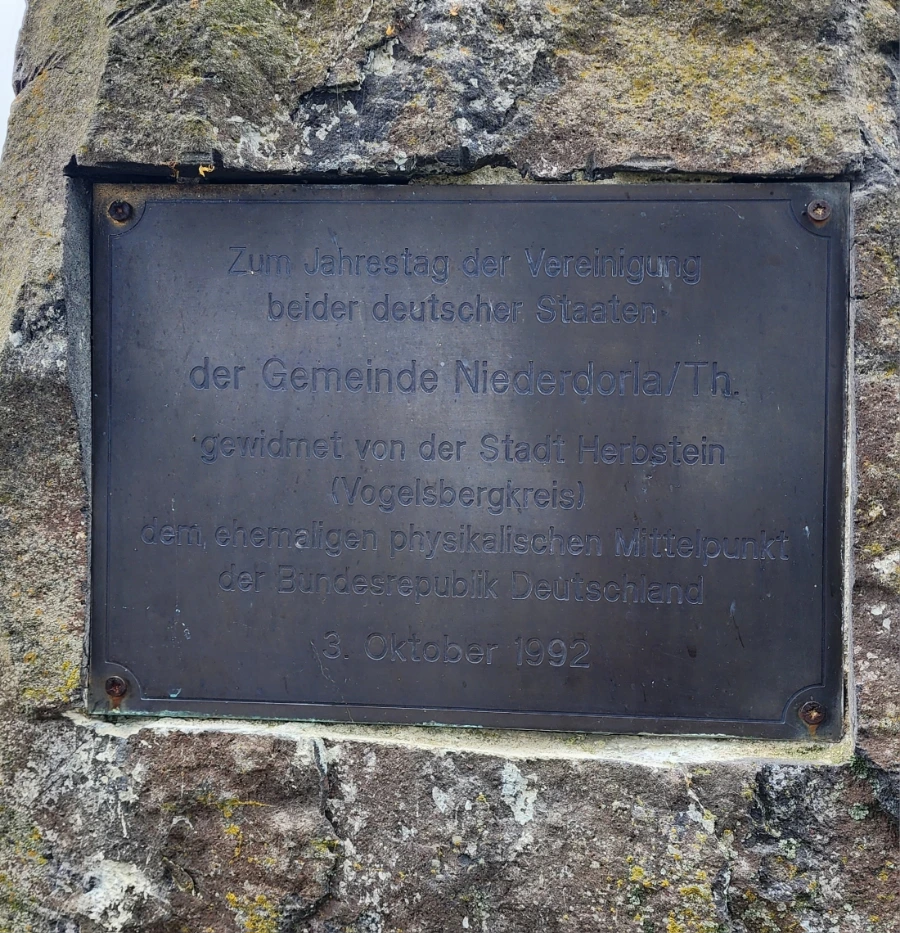 Zum Jahrestag der Vereinigung
beider deutscher Staaten
der Gemeinde Niederdorla/Th.
gewidmet von der Stadt Herbstein
(Vogelsbergkreis)
dem ehemaligen physikalischen Mittelpunkt
der Bundesrepublik Deutschland
3. Oktober 1992